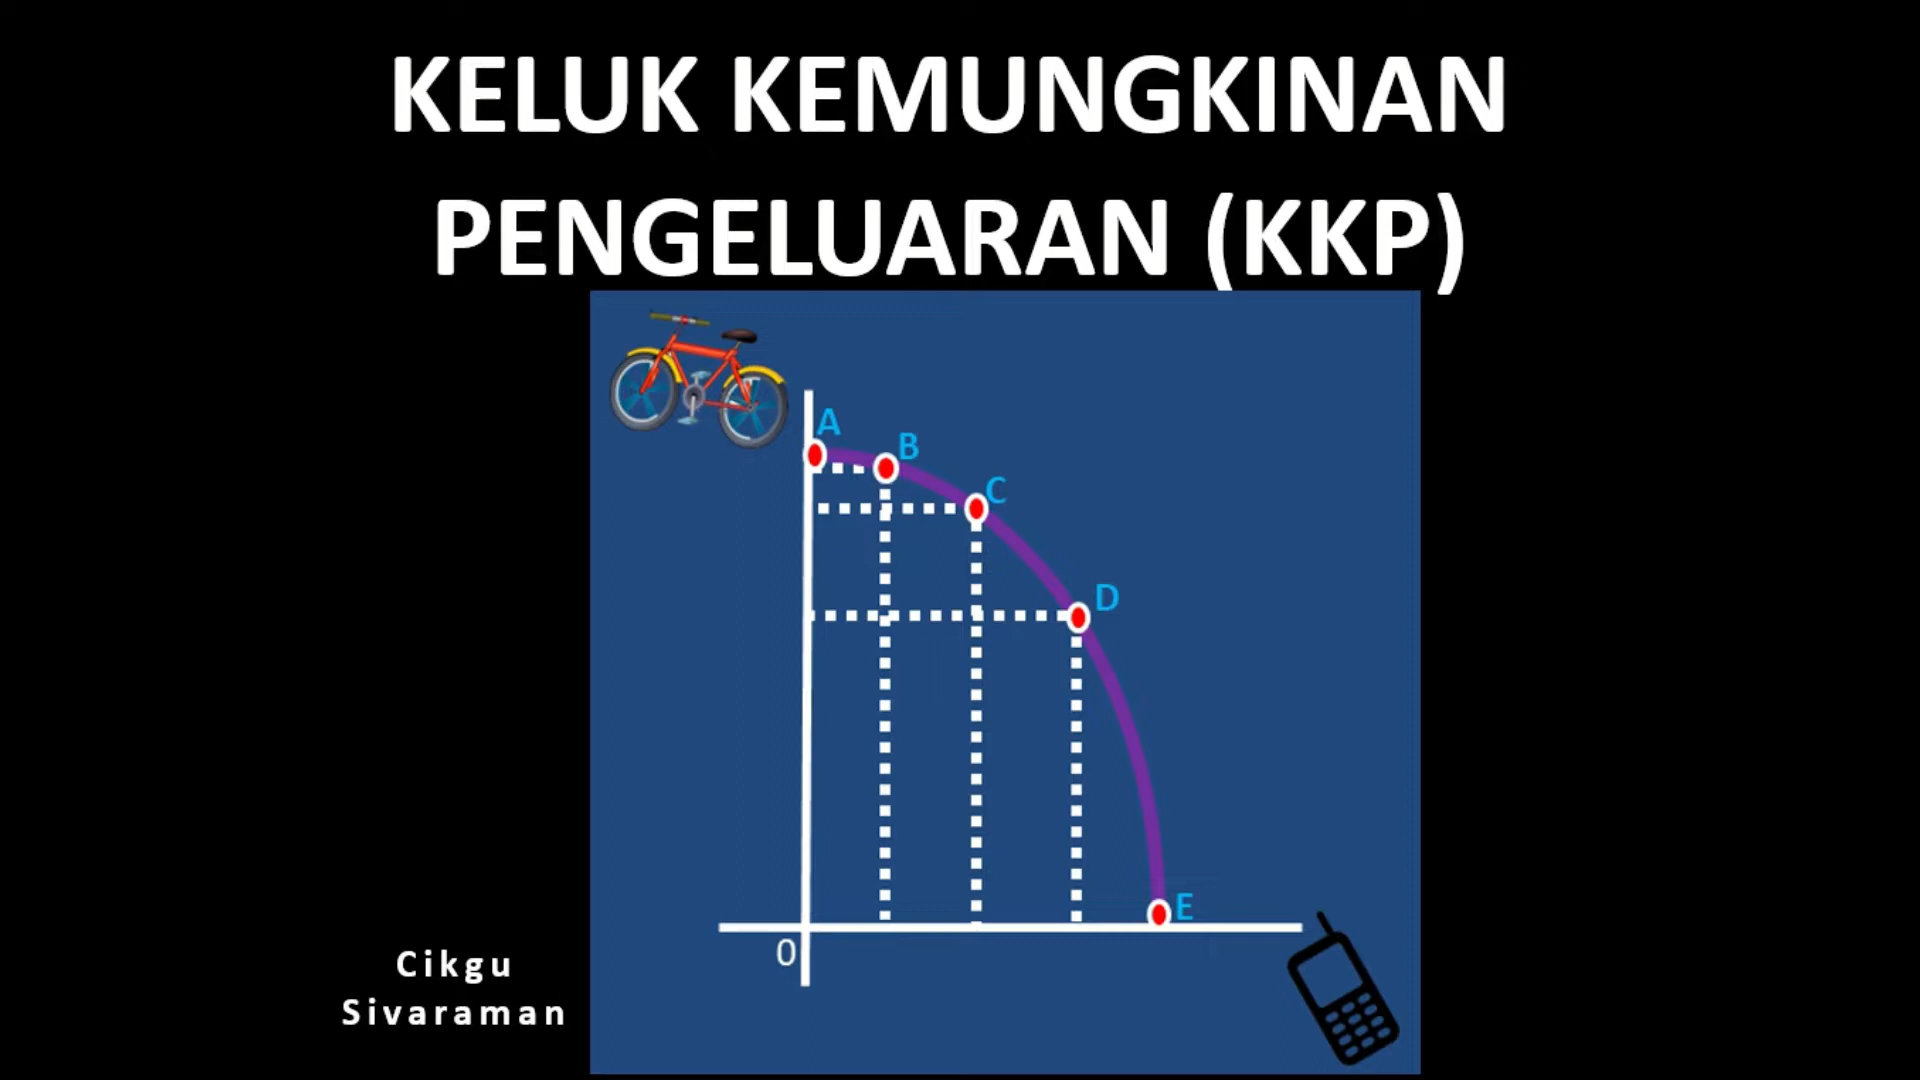 KELUK KEMUNGKINAN
PENGELUARAN (KKP)
A
B
C
D
E
0
Cikgu
Sivaraman